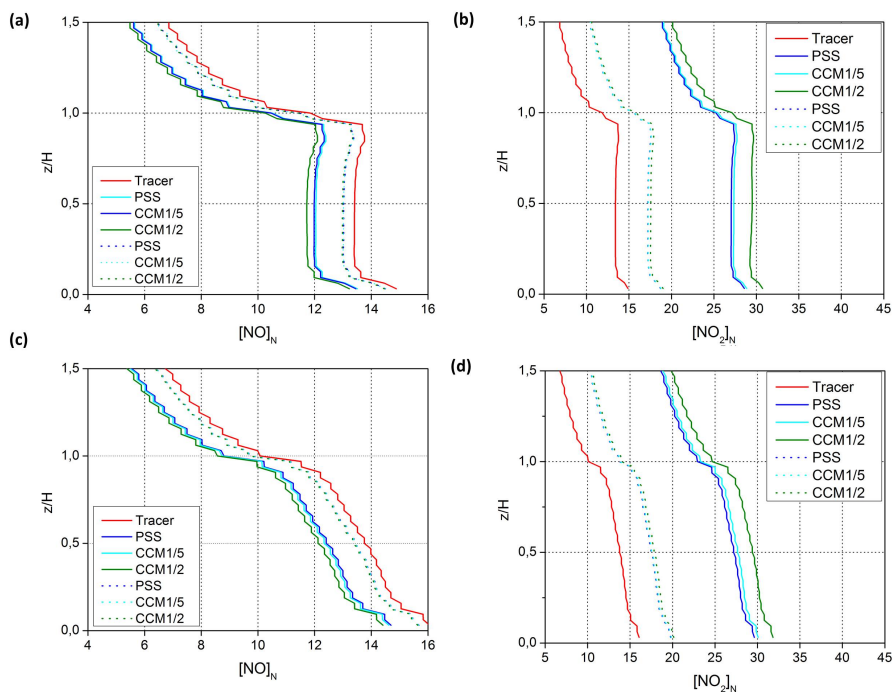 (a)
1,5
1,0
0,5
0,0
z/H
Tracer
PSS
CCM1/5
CCM1/2
PSS
CCM1/5
CCM1/2
4 6 8 10 12 14 16
[NO]N
(b)
1,5
1,0
0,5
0,0
z/H
Tracer
PSS
CCM1/5
CCM1/2
PSS
CCM1/5
CCM1/2
5 10 15 20 25 30 35 40 45
[NO2]N
(c)
1,5
1,0
0,5
0,0
z/H
Tracer
PSS
CCM1/5
CCM1/2
PSS
CCM1/5
CCM1/2
4 6 8 10 12 14 16
[NO]N
(d)
1,5
1,0
0,5
0,0
z/H
Tracer
PSS
CCM1/5
CCM1/2
PSS
CCM1/5
CCM1/2
5 10 15 20 25 30 35 40 45
[NO2]N